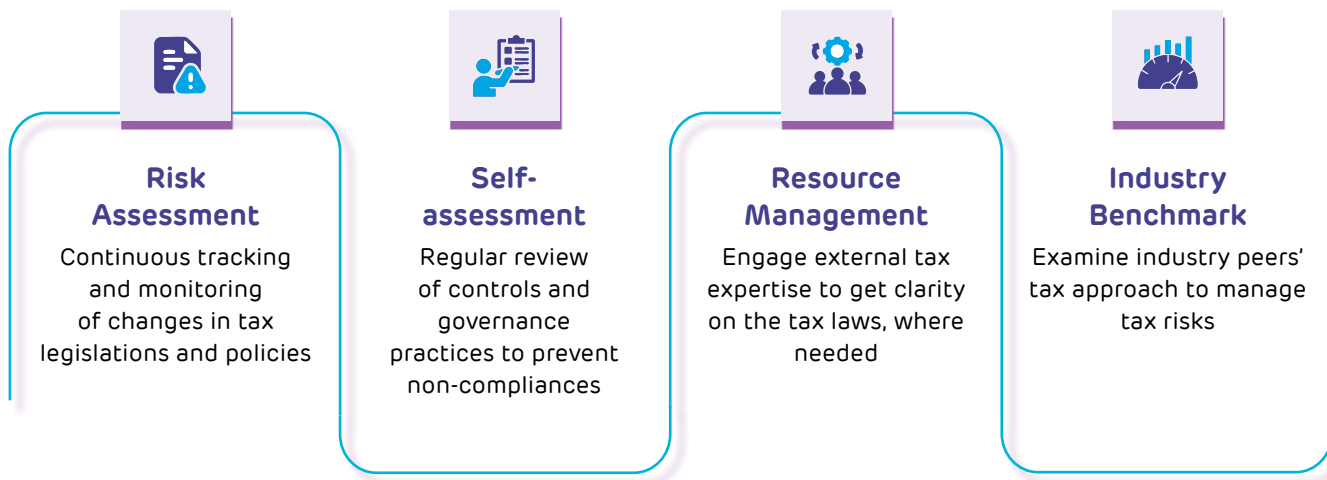 Risk
Assessment
Continuous tracking
and monitoring
of changes in tax
legislations and policies
Self-
assessment
Regular review
of controls and
governance
practices to prevent
non-compliances
Resource
Management
Engage external tax
expertise to get clarity
on the tax laws, where
needed
Industry
Benchmark
Examine industry peers’
tax approach to manage
tax risks